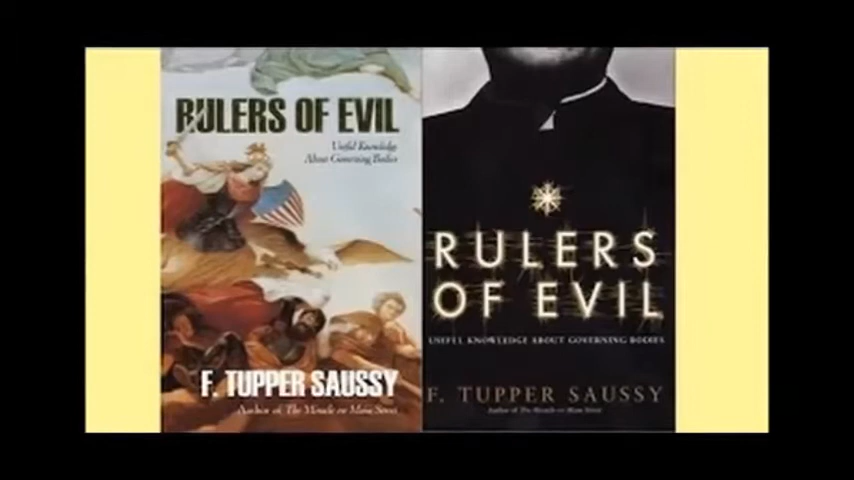 RULERS OF EVIL
Useful Knowledge
About Governing Bodies
F. TUPPER SAUSSY
Author of The Miracle on Main Street
RULERS
OF EVIL
USEFUL KNOWLEDGE ABOUT GOVERNING BODIES
F. TUPPER SAUSSY
Author of The Miracle on Main Street